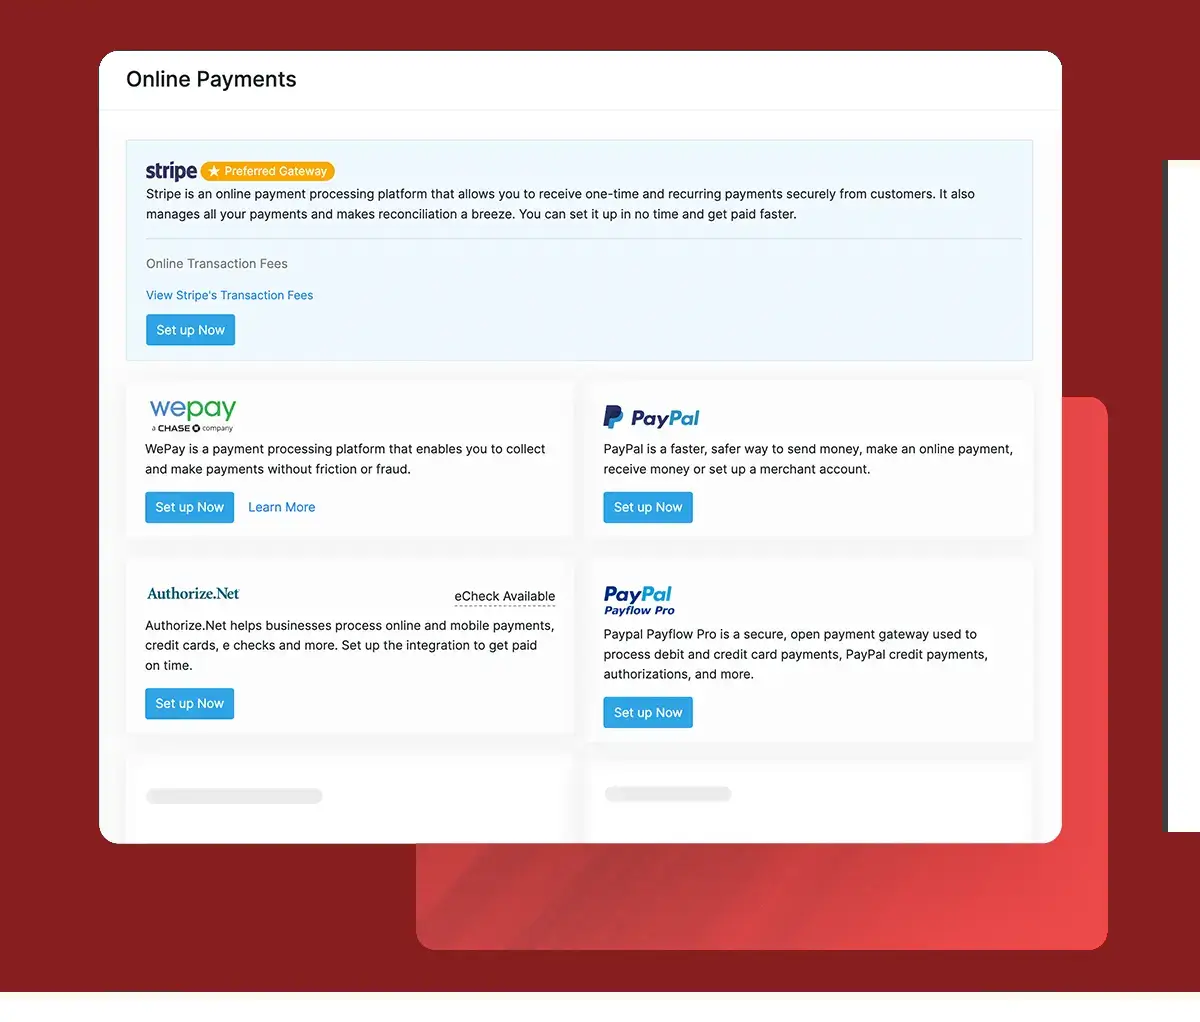 Online Payments
stripe ★ Preferred Gateway
Stripe is an online payment processing platform that allows you to receive one-time and recurring payments securely from customers. It also
manages all your payments and makes reconciliation a breeze. You can set it up in no time and get paid faster.
Online Transaction Fees
View Stripe's Transaction Fees
Set up Now
wepay
a CHASE company
WePay is a payment processing platform that enables you to collect
and make payments without friction or fraud.
Set up Now Learn More
PayPal
PayPal is a faster, safer way to send money, make an online payment,
receive money or set up a merchant account.
Set up Now
Authorize.Net eCheck Available
Authorize.Net helps businesses process online and mobile payments,
credit cards, e checks and more. Set up the integration to get paid
on time.
Set up Now
PayPal
Payflow Pro
Paypal Payflow Pro is a secure, open payment gateway used to
process debit and credit card payments, PayPal credit payments,
authorizations, and more.
Set up Now